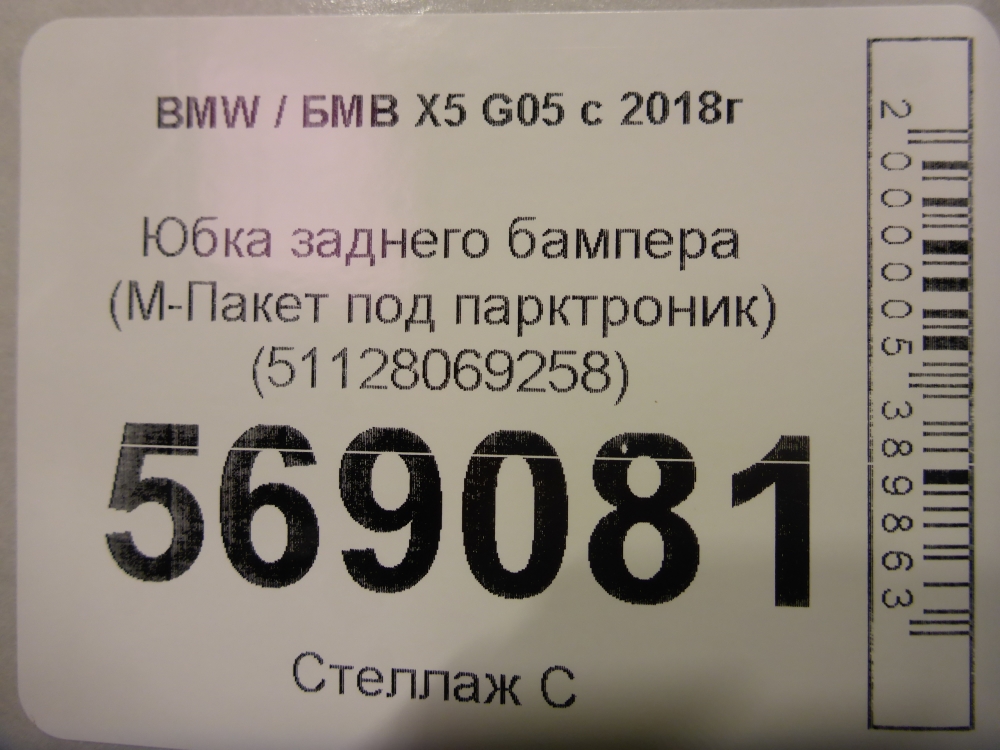 BMW / БМВ X5 G05 с 2018г
Юбка заднего бампера
(М-Пакет под парктроник)
(51128069258)
569081
Стеллаж С
2000005389863